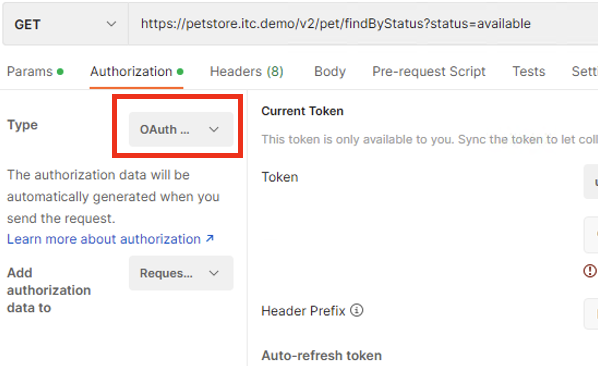 GET https://petstore.itc.demo/v2/pet/findByStatus?status=available
Params Authorization Headers (8) Body Pre-request Script Tests Setti
Type
OAuth ...
The authorization data will be
automatically generated when you
send the request.
Learn more about authorization ↗
Add
authorization
data to
Reques...
Current Token
This token is only available to you. Sync the token to let coll
Token
Header Prefix
Auto-refresh token